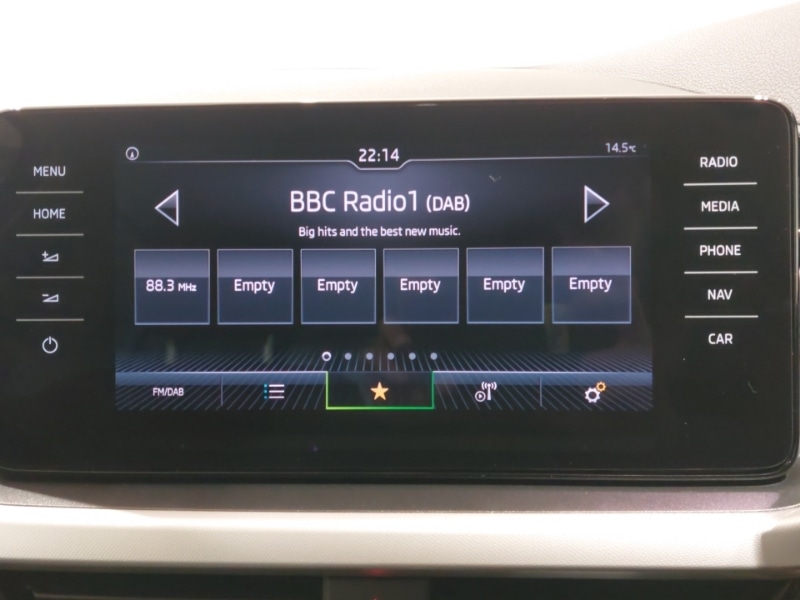 MENU
HOME
22:14
14.5°C
BBC Radio1 (DAB)
Big hits and the best new music.
88.3 MHz
Empty
Empty
Empty
Empty
Empty
FM/DAB
RADIO
MEDIA
PHONE
NAV
CAR